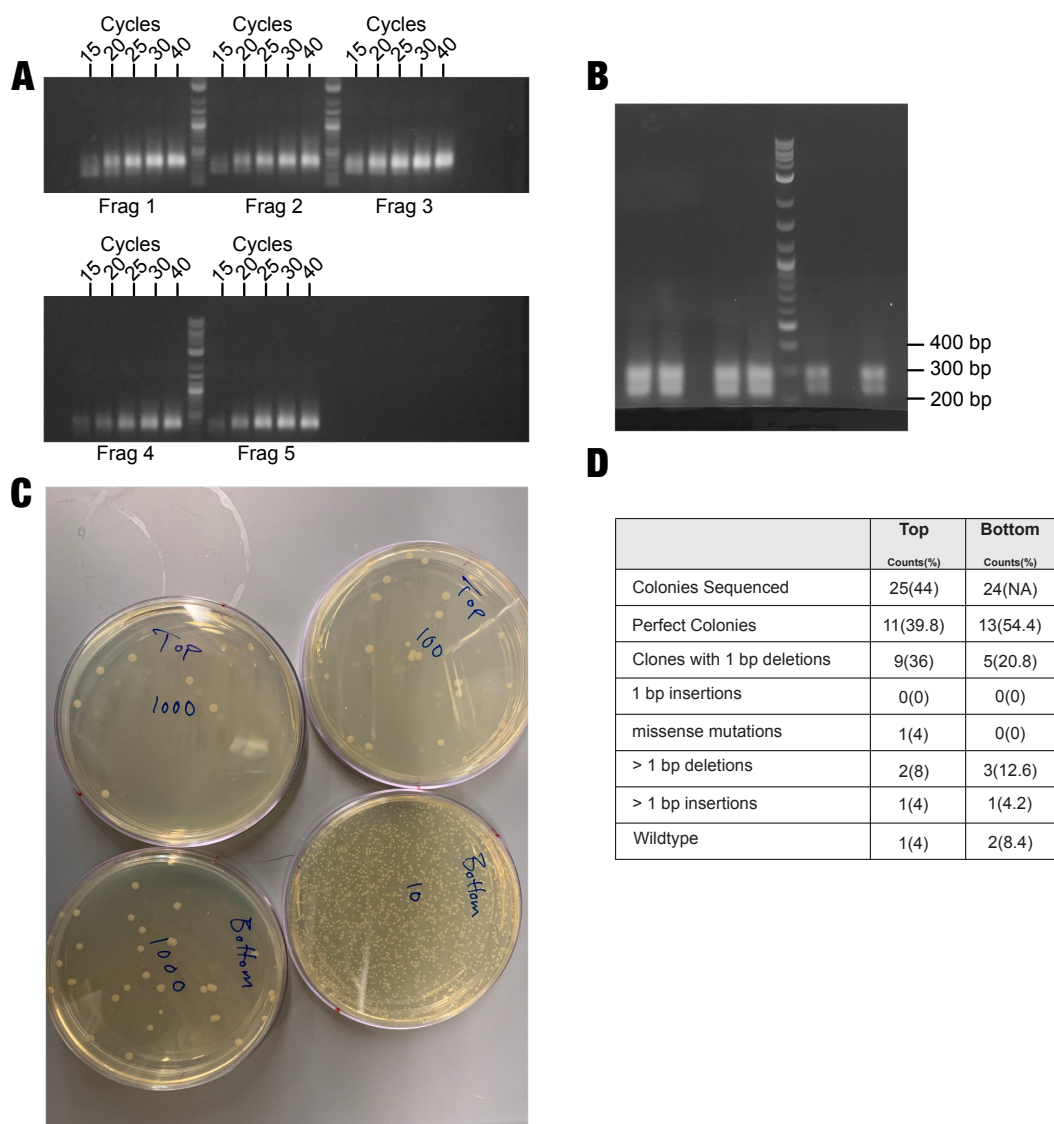 A
Cycles Cycles Cycles
15 20 25 30 40 15 20 25 30 40 15 20 25 30 40
Frag 1 Frag 2 Frag 3
Cycles Cycles
15 20 25 30 40 15 20 25 30 40
Frag 4 Frag 5
B
400 bp
300 bp
200 bp
C
Top
1000
Top
100
Bottom
1000
Bottom
10
D
Top Bottom
Counts(%) Counts(%)
Colonies Sequenced 25(44) 24(NA)
Perfect Colonies 11(39.8) 13(54.4)
Clones with 1 bp deletions 9(36) 5(20.8)
1 bp insertions 0(0) 0(0)
missense mutations 1(4) 0(0)
> 1 bp deletions 2(8) 3(12.6)
> 1 bp insertions 1(4) 1(4.2)
Wildtype 1(4) 2(8.4)